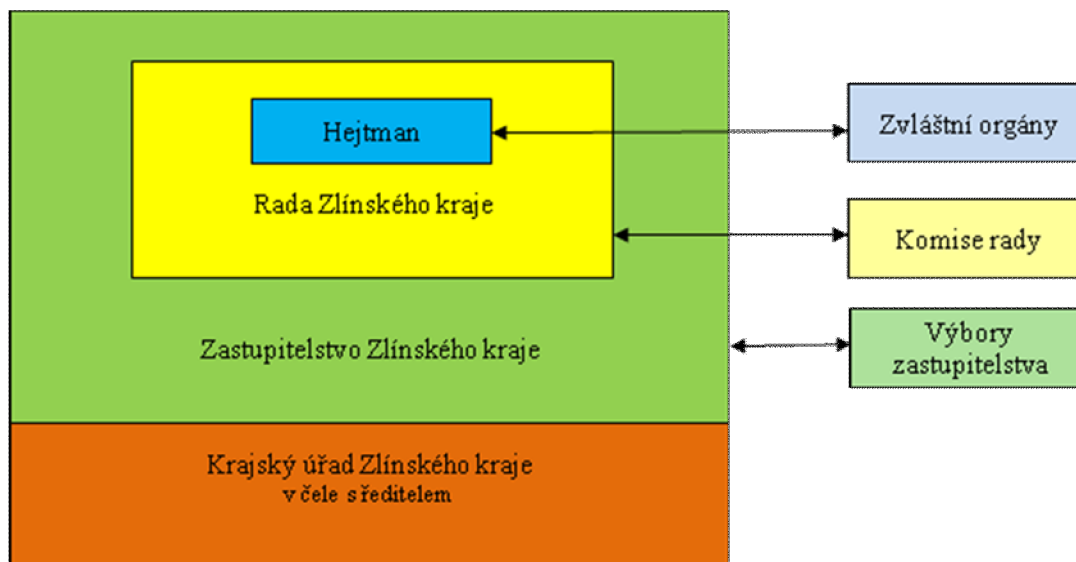 Hejtman
Rada Zlínského kraje
Zastupitelstvo Zlínského kraje
Krajský úřad Zlínského kraje
v čele s ředitelem
Zvláštní orgány
Komise rady
Výbory
zastupitelstva